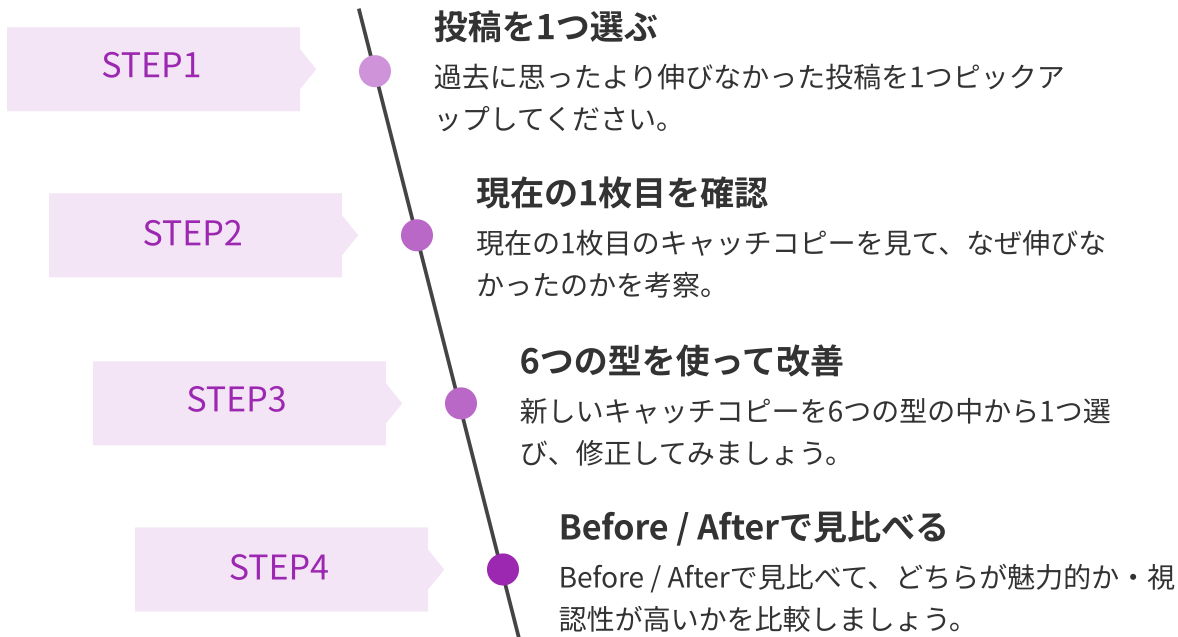 STEP1
投稿を1つ選ぶ
過去に思ったより伸びなかった投稿を1つピックア
ップしてください。
STEP2
現在の1枚目を確認
現在の1枚目のキャッチコピーを見て、なぜ伸びな
かったのかを考察。
STEP3
6つの型を使って改善
新しいキャッチコピーを6つの型の中から1つ選
び、修正してみましょう。
STEP4
Before / Afterで見比べる
Before / Afterで見比べて、どちらが魅力的か・視
認性が高いかを比較しましょう。